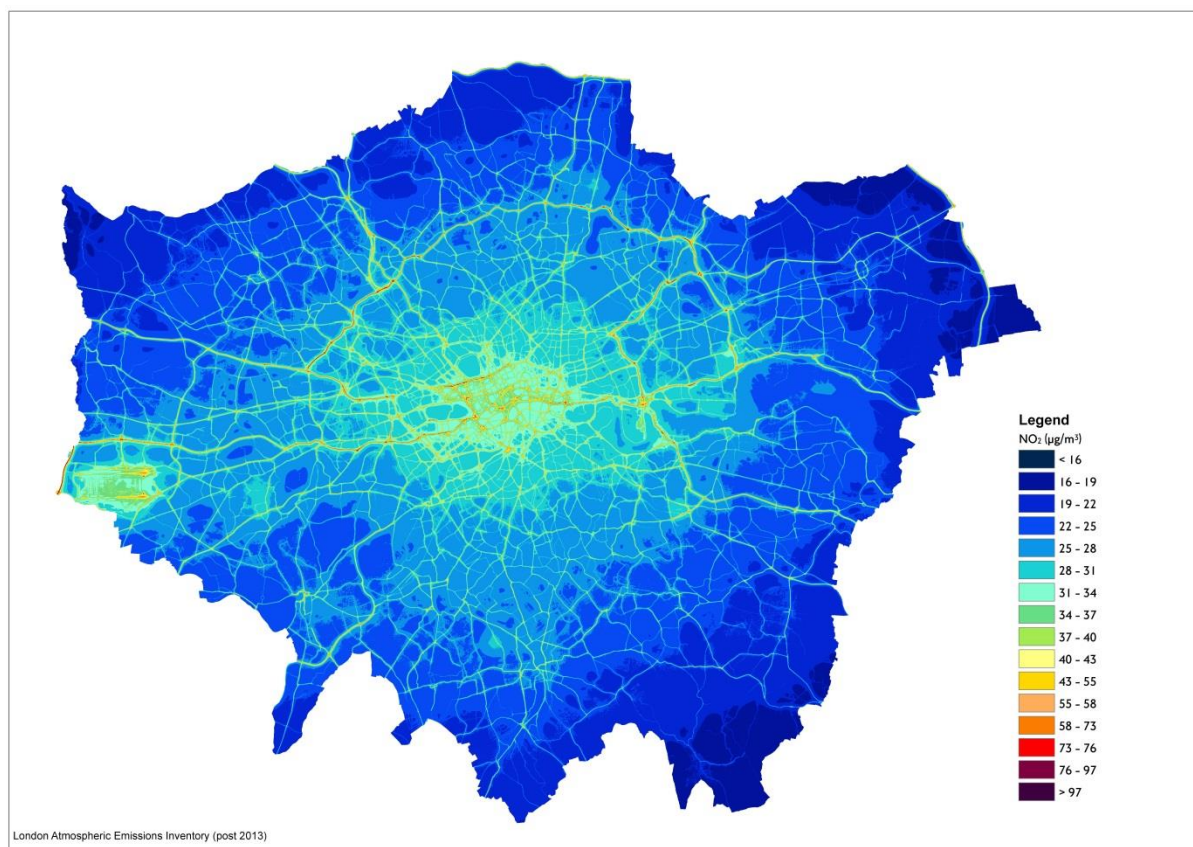 Legend
NO₂ (µg/m³)
< 16
16 - 19
19 - 22
22 - 25
25 - 28
28 - 31
31 - 34
34 - 37
37 - 40
40 - 43
43 - 55
55 - 58
58 - 73
73 - 76
76 - 97
> 97
London Atmospheric Emissions Inventory (post 2013)